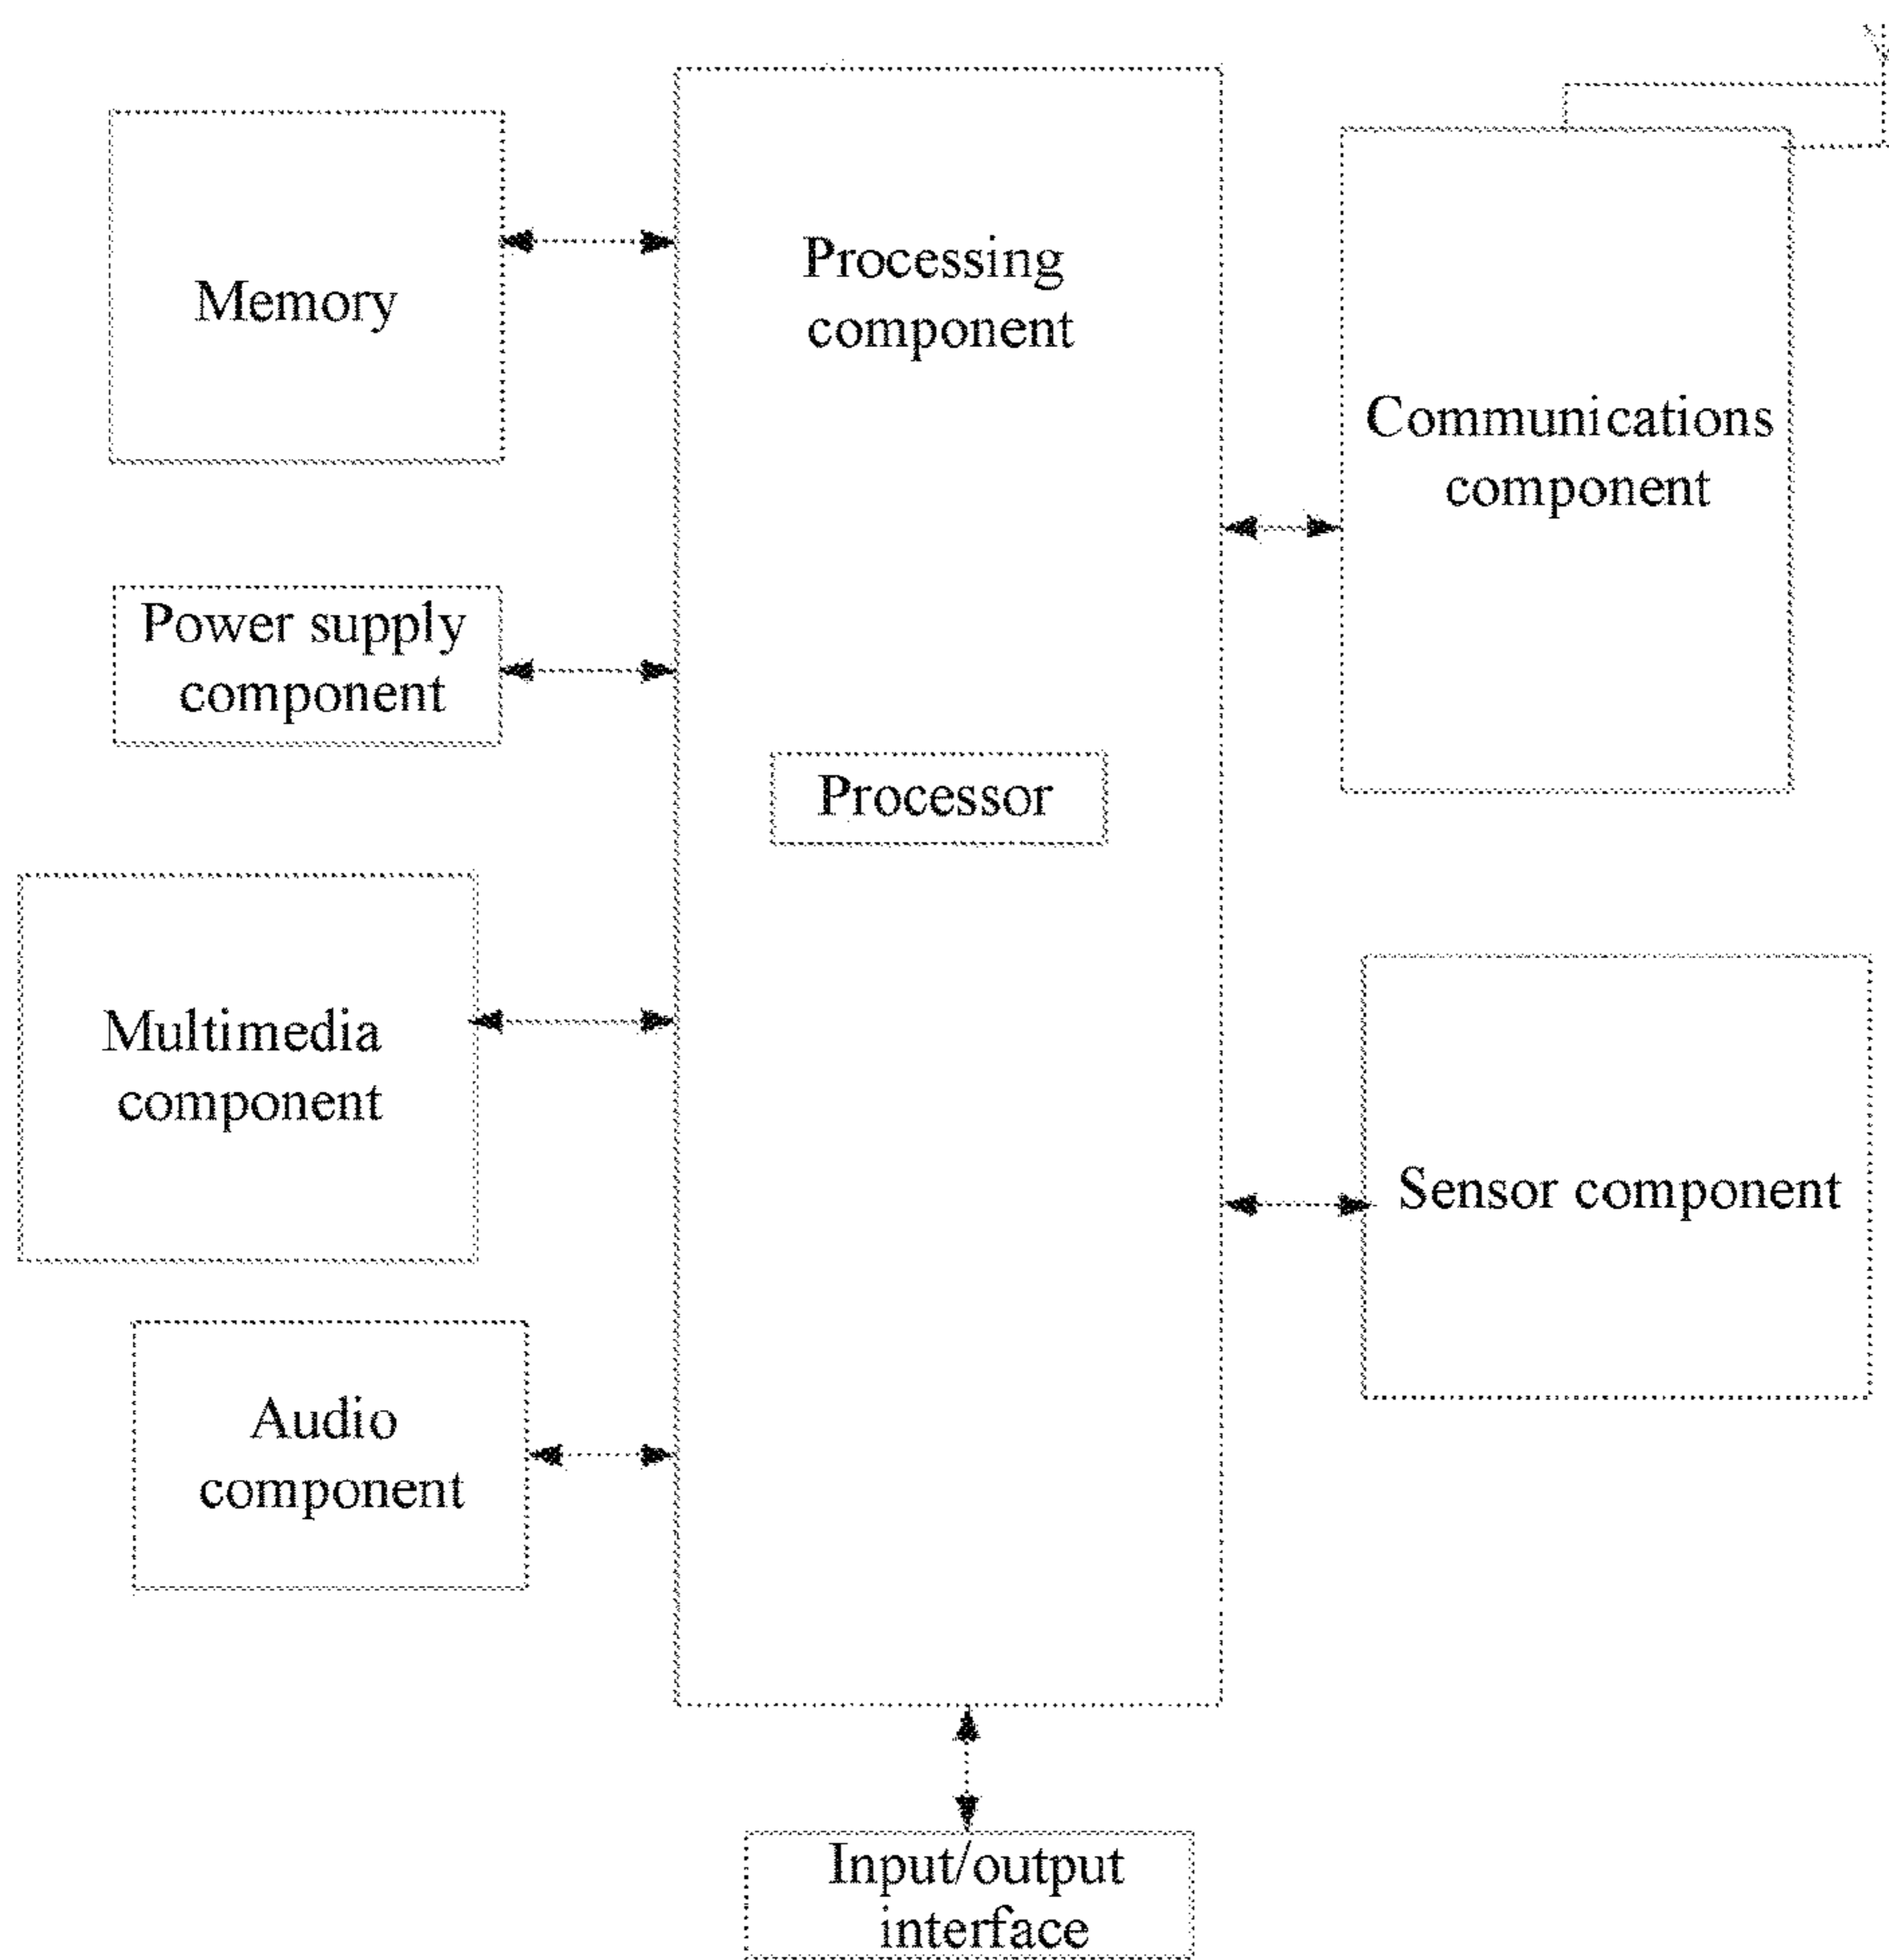 Memory
Processing
component
Communications
component
Power supply
component
Processor
Multimedia
component
Sensor component
Audio
component
Input/output
interface